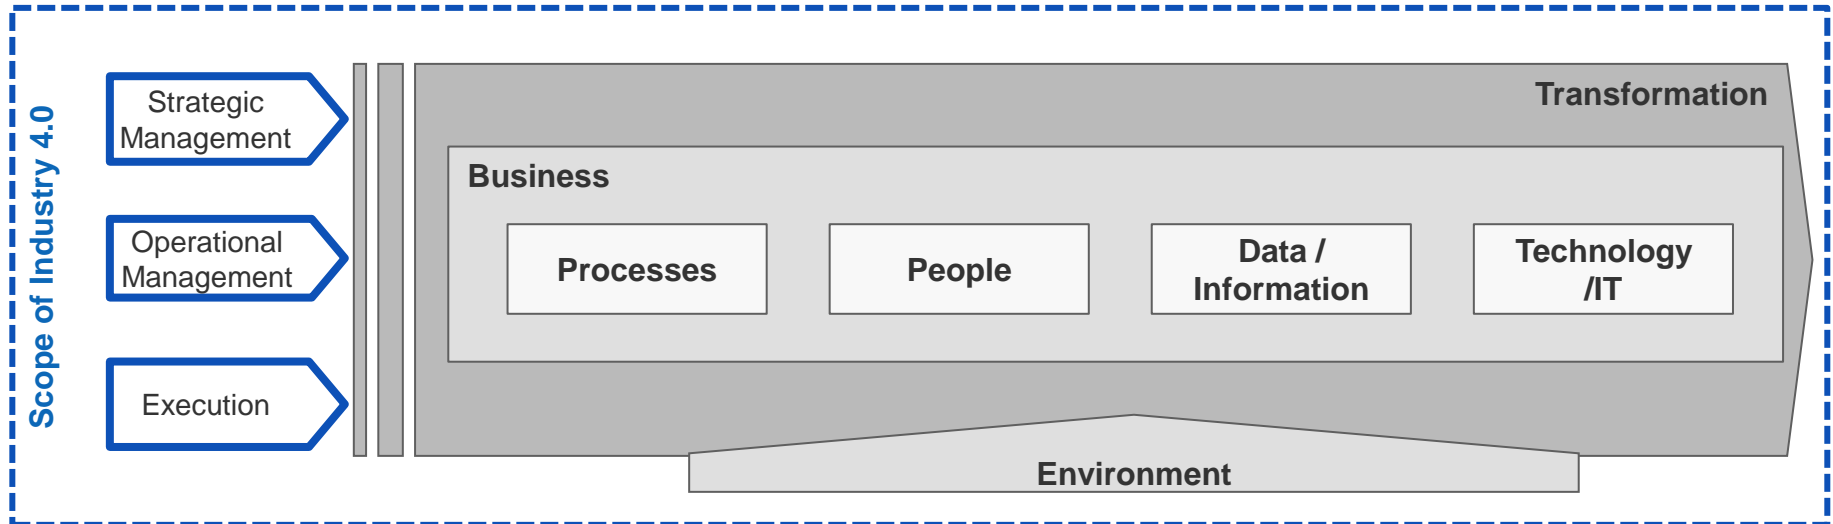 Scope of Industry 4.0
Strategic
Management
Operational
Management
Execution
Transformation
Business
Processes
People
Data /
Information
Technology
/IT
Environment